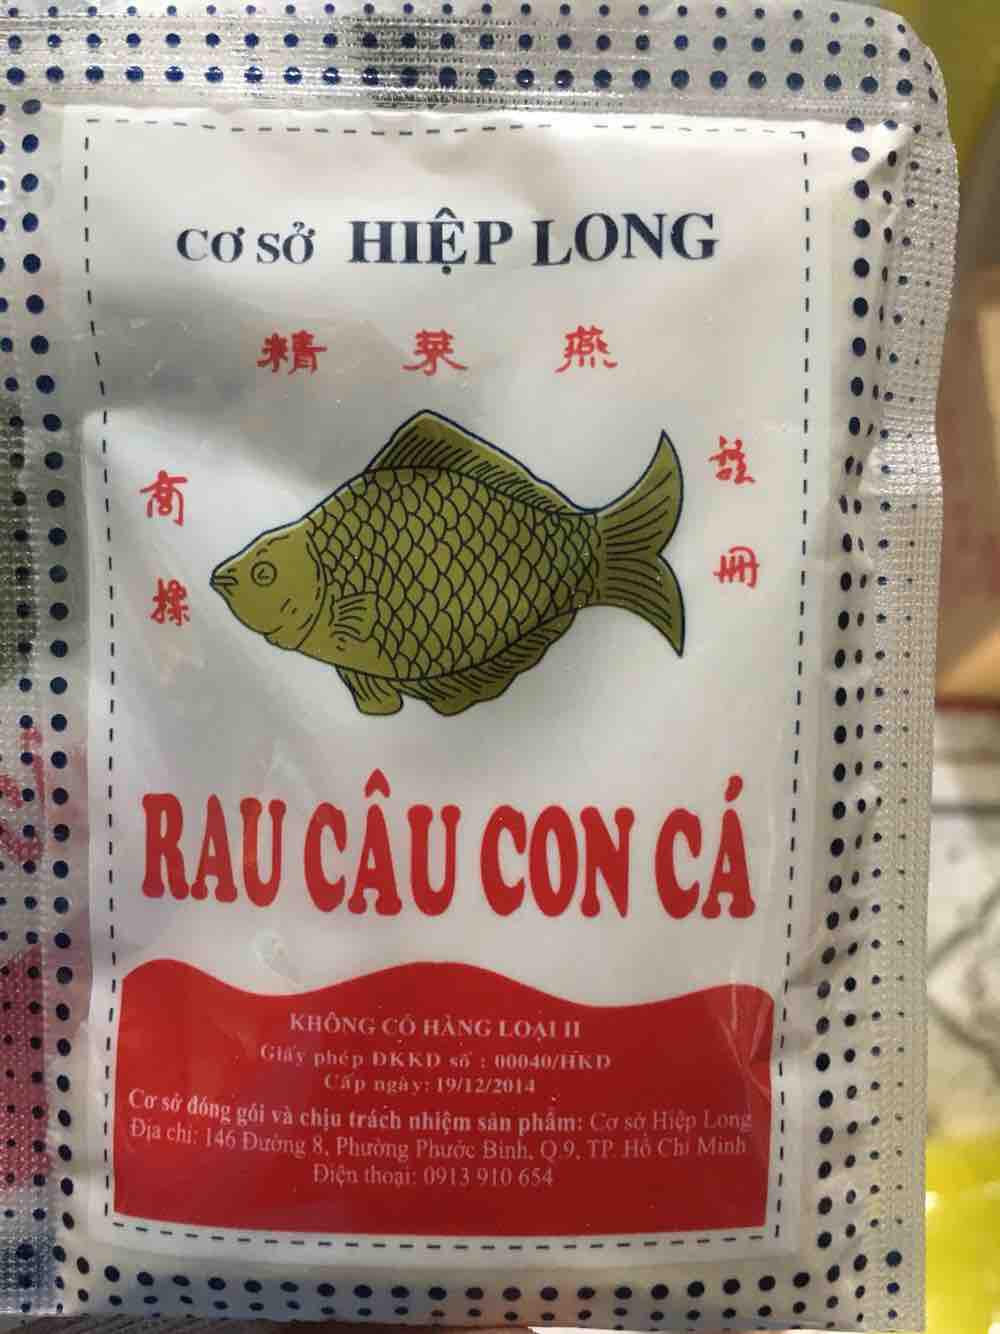 CƠ SỞ HIỆP LONG
精 菜 燕
商
標
註
冊
RAU CÂU CON CÁ
KHÔNG CÓ HÀNG LOẠI II
Giấy phép ĐKKD số : 00040/HKD
Cấp ngày: 19/12/2014
Cơ sở đóng gói và chịu trách nhiệm sản phẩm: Cơ sở Hiệp Long
Địa chỉ: 146 Đường 8, Phường Phước Bình, Q.9, TP. Hồ Chí Minh
Điện thoại: 0913 910 654